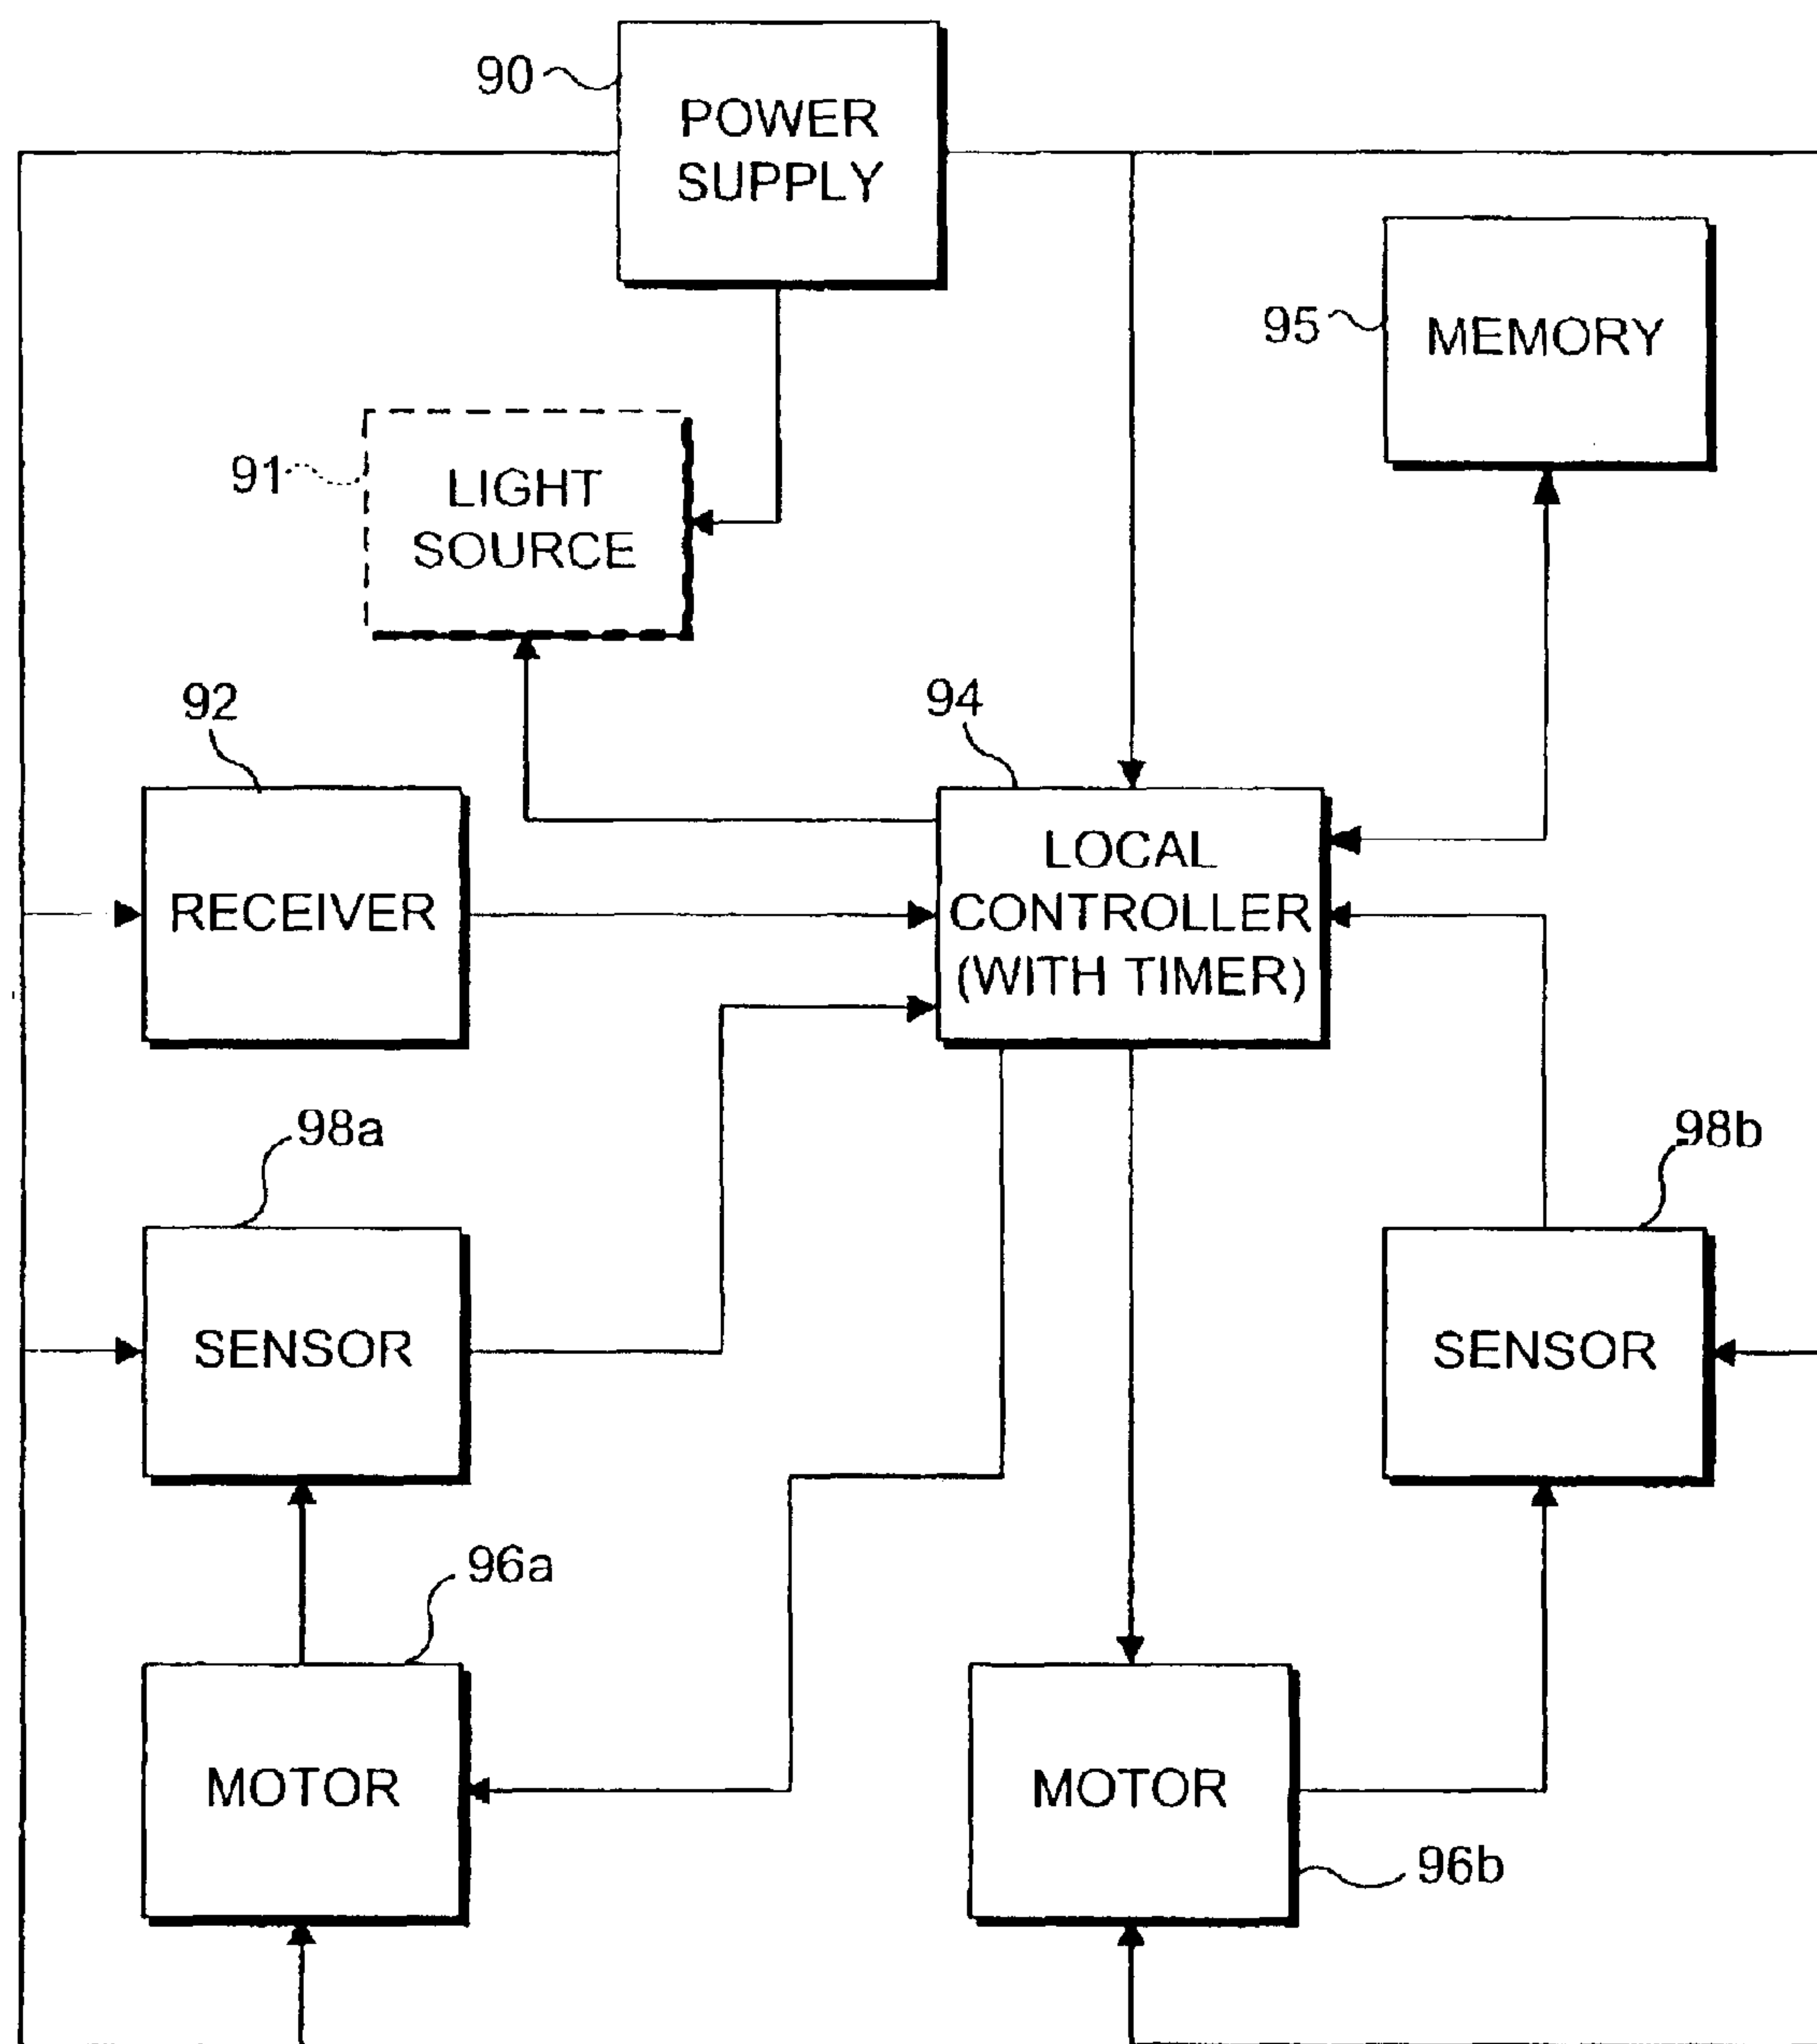 90
POWER
SUPPLY
95
MEMORY
91
LIGHT
SOURCE
92
94
RECEIVER
LOCAL
CONTROLLER
(WITH TIMER)
98a
98b
SENSOR
SENSOR
96a
MOTOR
MOTOR
96b